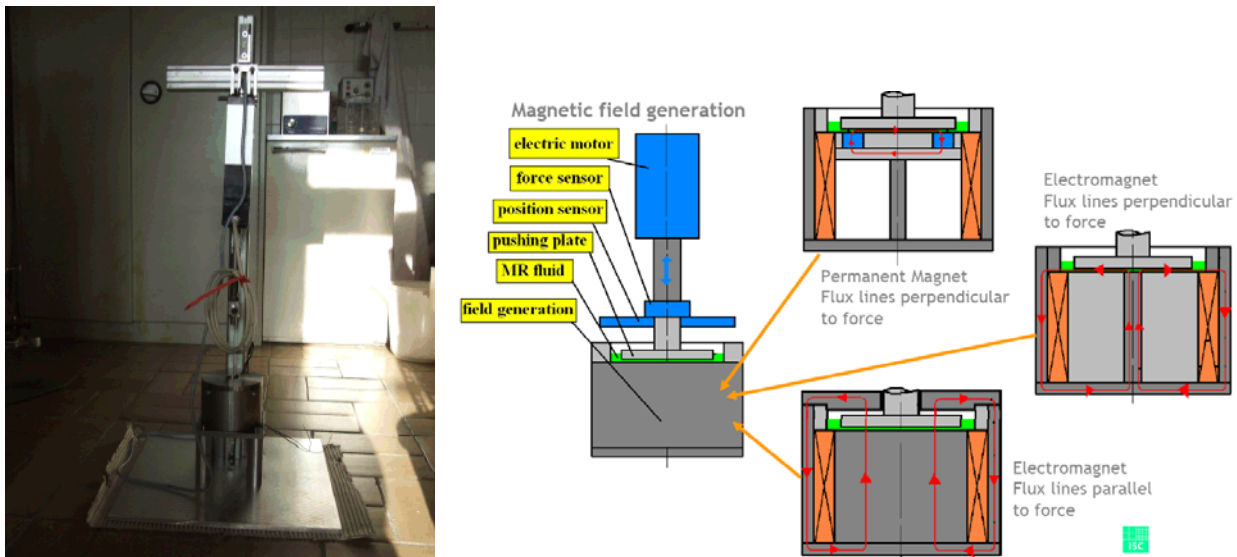 Magnetic field generation
electric motor
force sensor
position sensor
pushing plate
MR fluid
field generation
Permanent Magnet
Flux lines perpendicular
to force
Electromagnet
Flux lines perpendicular
to force
Electromagnet
Flux lines parallel
to force
ISC